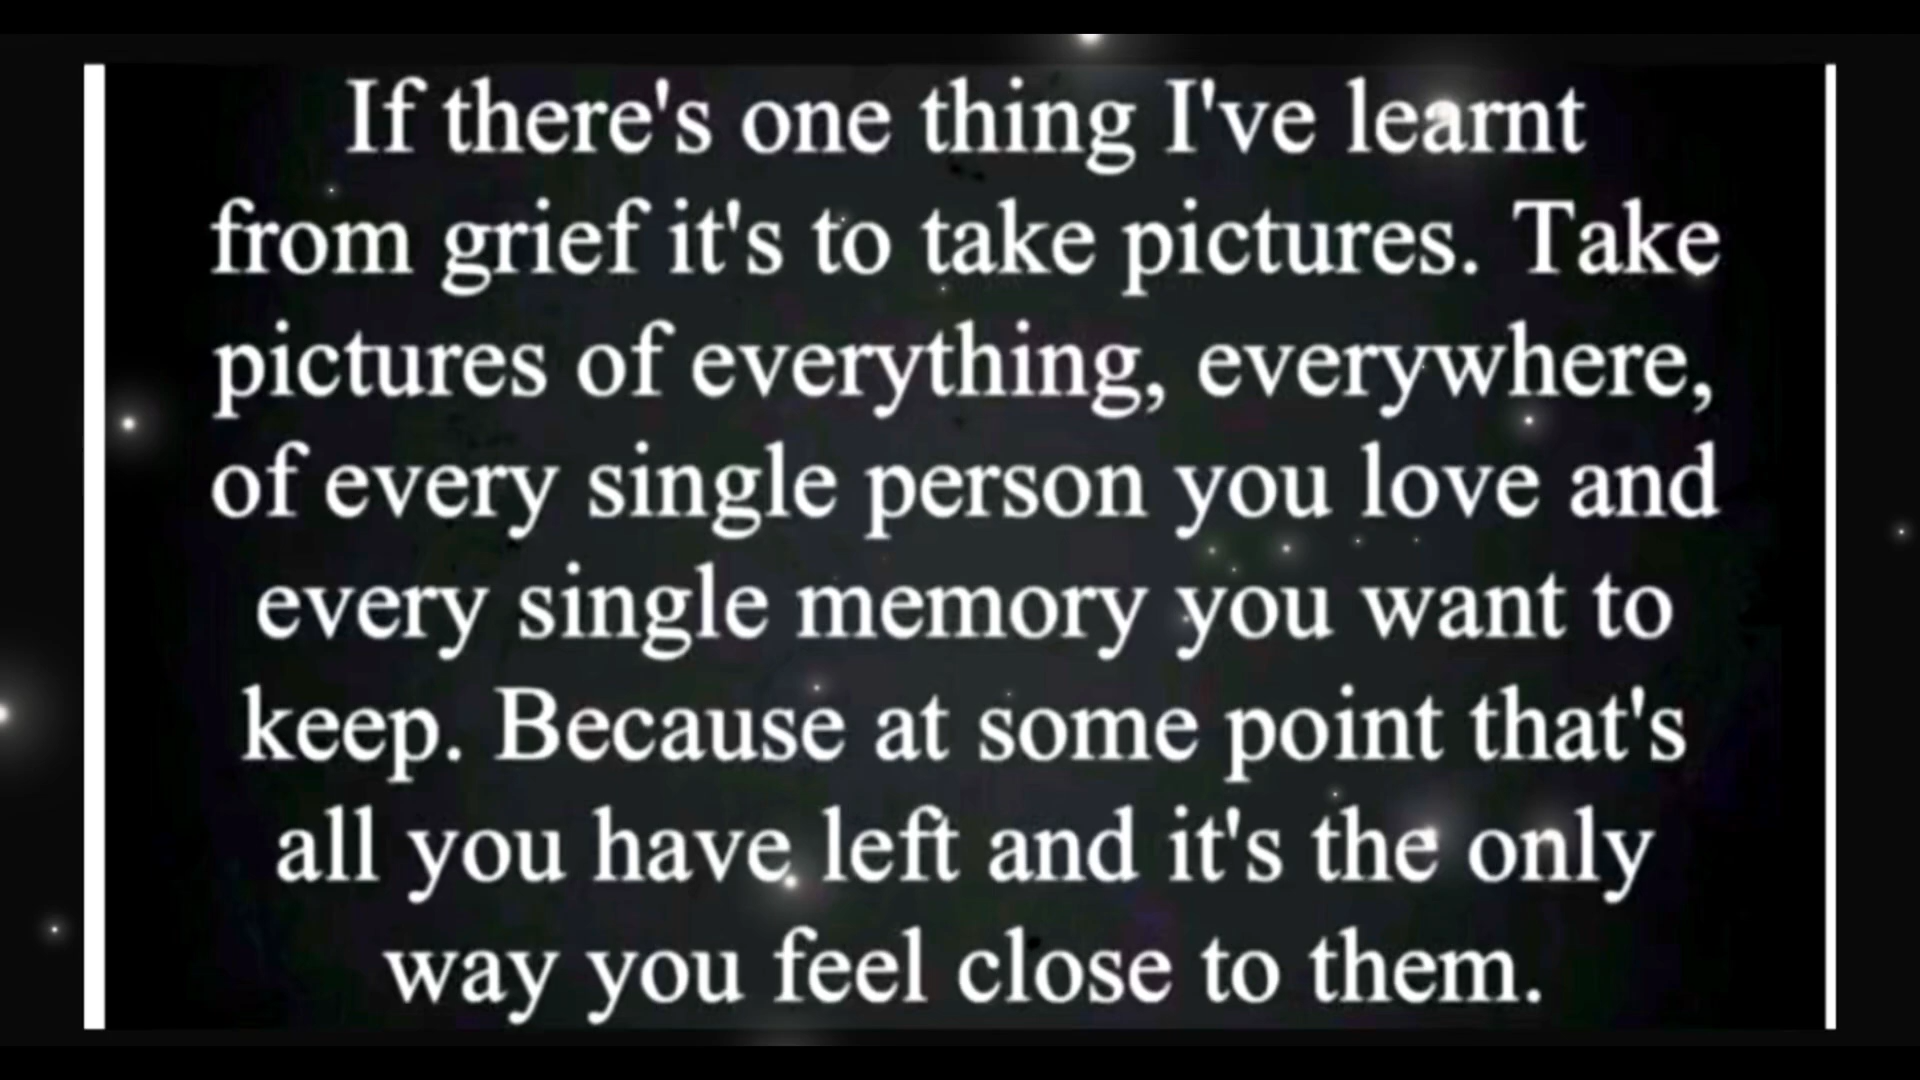 If there's one thing I've learnt
from grief it's to take pictures. Take
pictures of everything, everywhere,
of every single person you love and
every single memory you want to
keep. Because at some point that's
all you have left and it's the only
way you feel close to them.